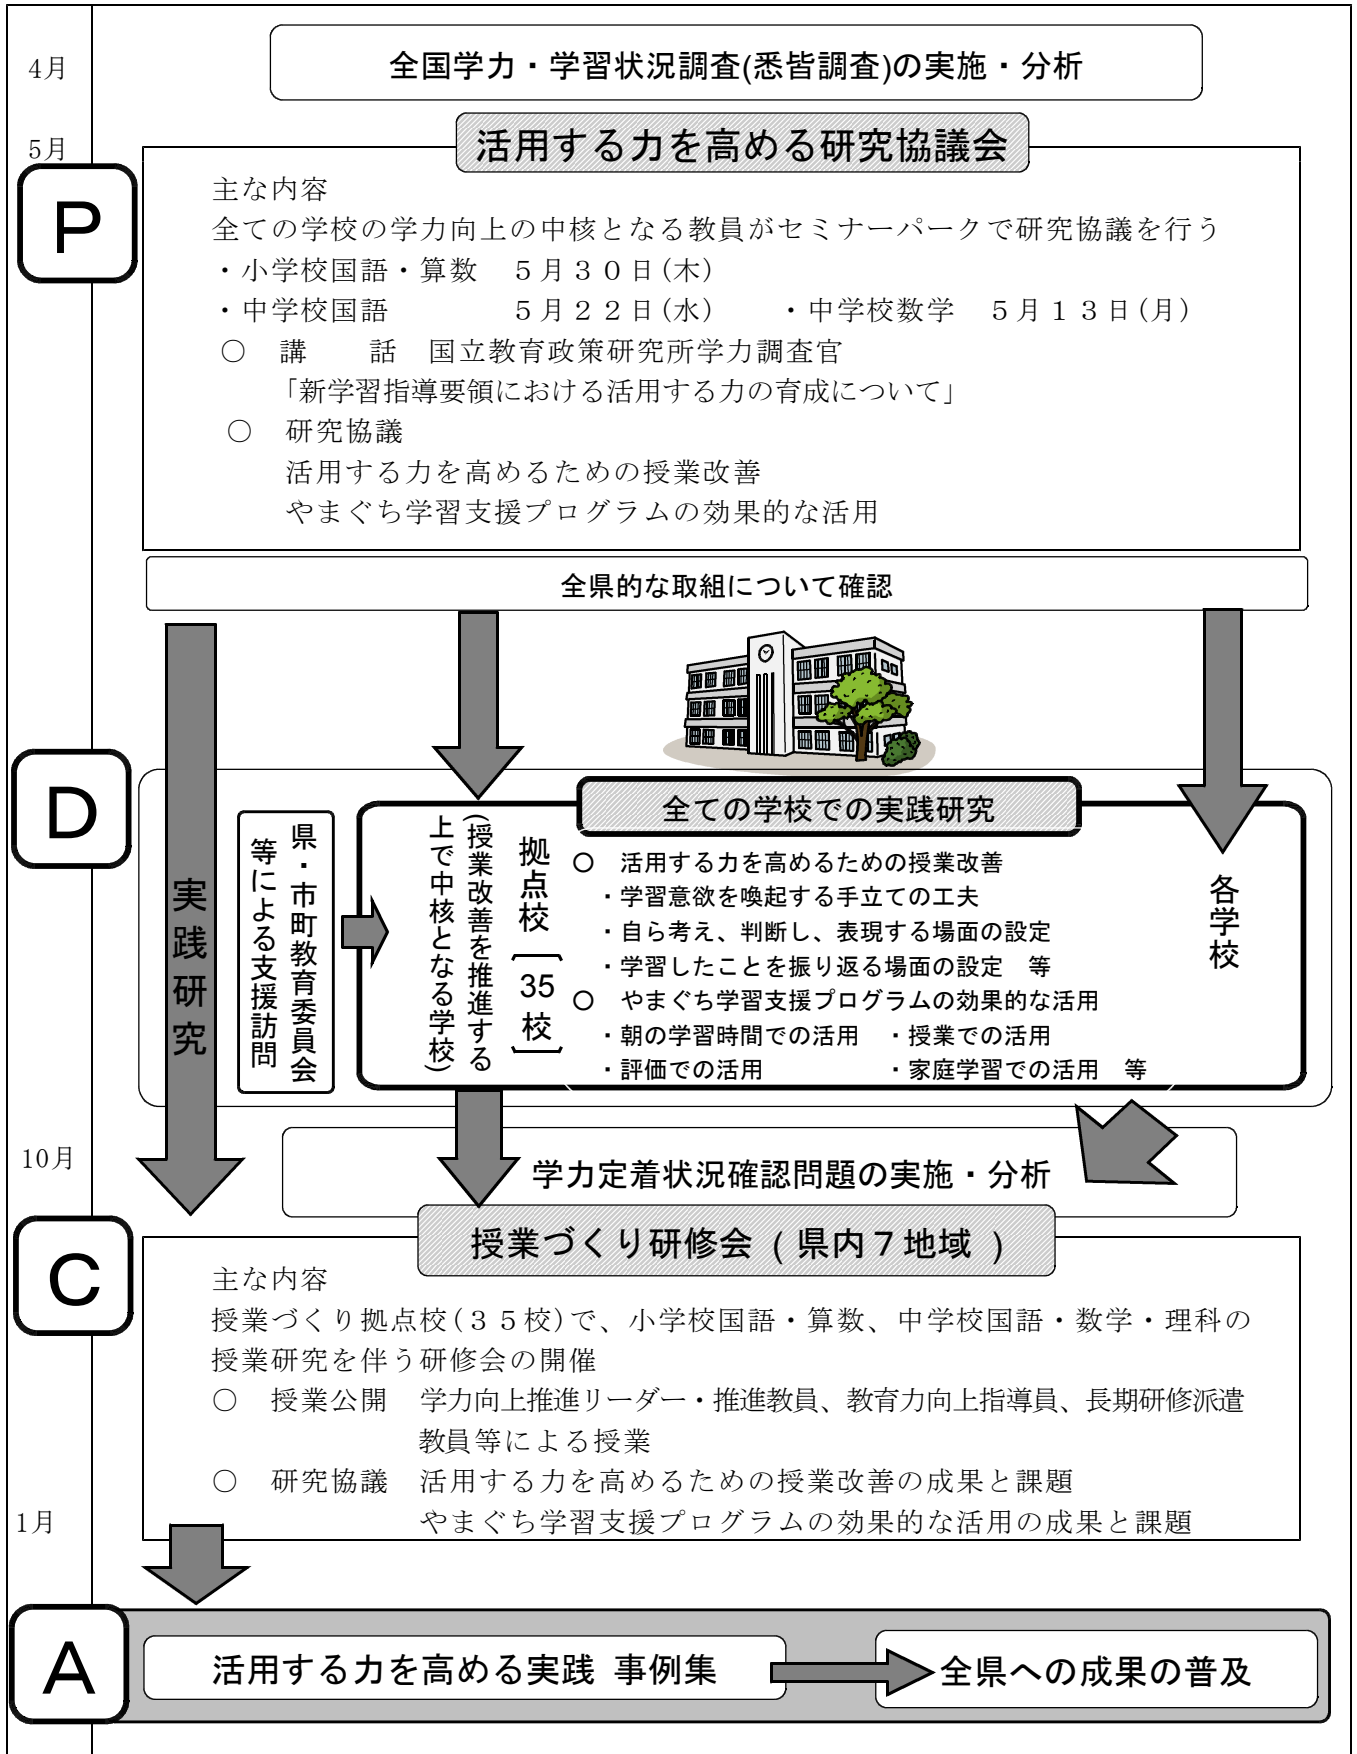 4月
全国学力・学習状況調査(悉皆調査)の実施・分析
5月
活用する力を高める研究協議会
P
主な内容
全ての学校の学力向上の中核となる教員がセミナーパークで研究協議を行う
・小学校国語・算数　５月３０日(木)
・中学校国語　　　　５月２２日(水)　　・中学校数学　５月１３日(月)
○　講　　話　国立教育政策研究所学力調査官
「新学習指導要領における活用する力の育成について」
○　研究協議
活用する力を高めるための授業改善
やまぐち学習支援プログラムの効果的な活用
全県的な取組について確認
D
実践研究
県・市町教育委員会
等による支援訪問
全ての学校での実践研究
拠点校［35校］
(授業改善を推進する
上で中核となる学校)
○　活用する力を高めるための授業改善
・学習意欲を喚起する手立ての工夫
・自ら考え、判断し、表現する場面の設定
・学習したことを振り返る場面の設定　等
○　やまぐち学習支援プログラムの効果的な活用
・朝の学習時間での活用　・授業での活用
・評価での活用　　　　　・家庭学習での活用　等
各学校
10月
学力定着状況確認問題の実施・分析
C
授業づくり研修会（県内７地域）
主な内容
授業づくり拠点校(３５校)で、小学校国語・算数、中学校国語・数学・理科の
授業研究を伴う研修会の開催
○　授業公開　学力向上推進リーダー・推進教員、教育力向上指導員、長期研修派遣
教員等による授業
○　研究協議　活用する力を高めるための授業改善の成果と課題
やまぐち学習支援プログラムの効果的な活用の成果と課題
1月
A
活用する力を高める実践 事例集
全県への成果の普及